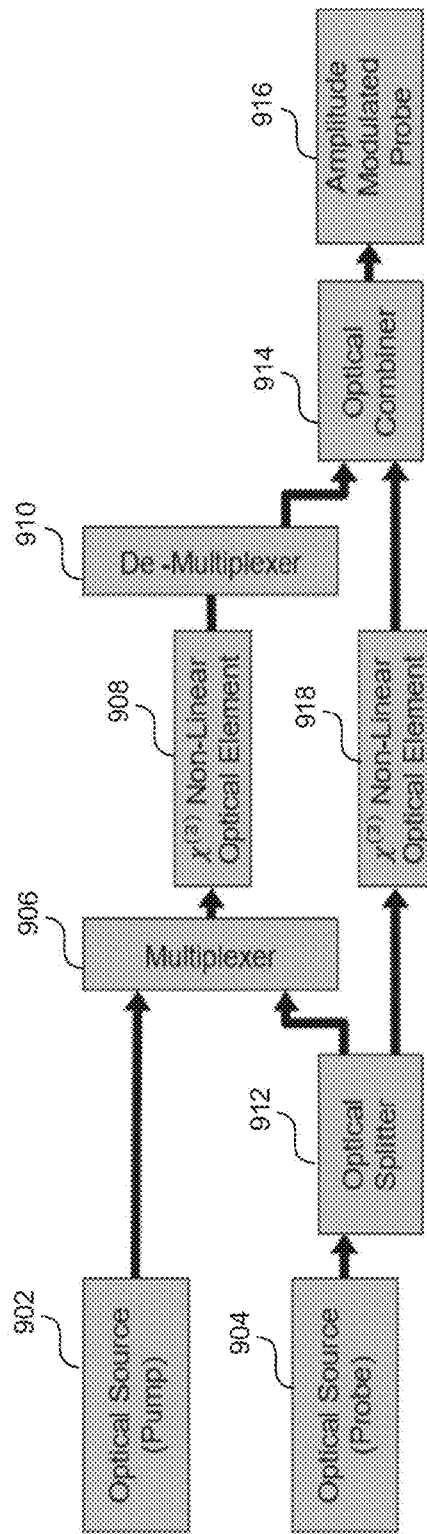 902
Optical Source
(Pump)
904
Optical Source
(Probe)
912
Optical
Splitter
906
Multiplexer
908
χ⁽³⁾ Non-Linear
Optical Element
918
χ⁽³⁾ Non-Linear
Optical Element
910
De-Multiplexer
914
Optical
Combiner
916
Amplitude
Modulated
Probe